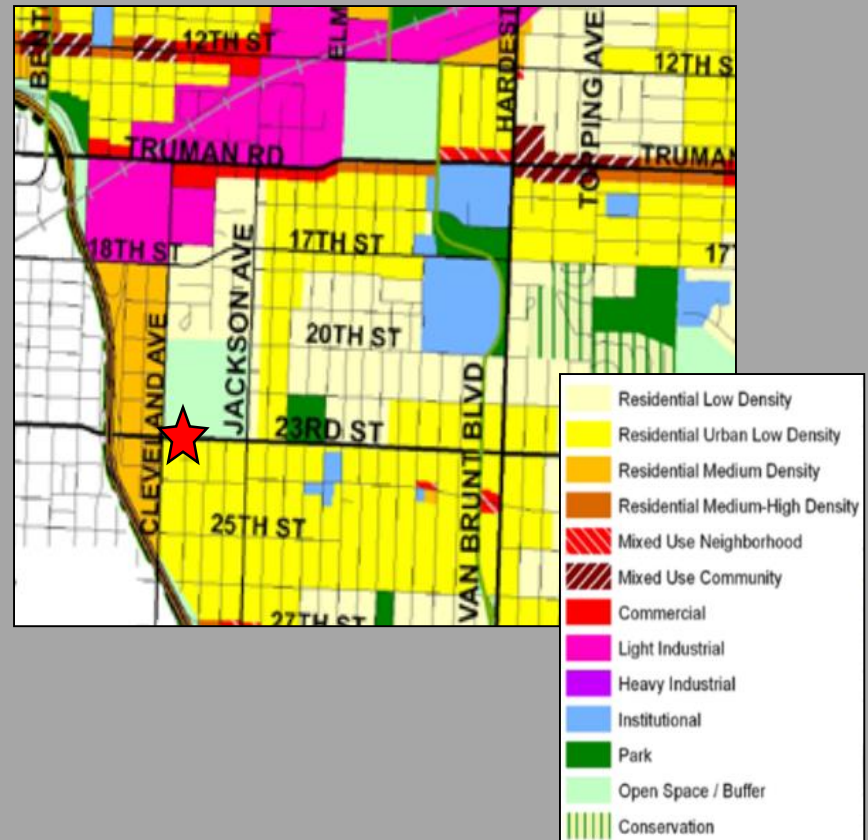 BENT
12TH ST
ELM
HARDEST
TOPPING AVE
12TH S
TRUMAN RD
TRUMAN
18TH ST
17TH ST
17
JACKSON AVE
20TH ST
CLEVELAND AVE
23RD ST
VAN BRUNT BLVD
25TH ST
27TH ST
Residential Low Density
Residential Urban Low Density
Residential Medium Density
Residential Medium-High Density
Mixed Use Neighborhood
Mixed Use Community
Commercial
Light Industrial
Heavy Industrial
Institutional
Park
Open Space / Buffer
Conservation